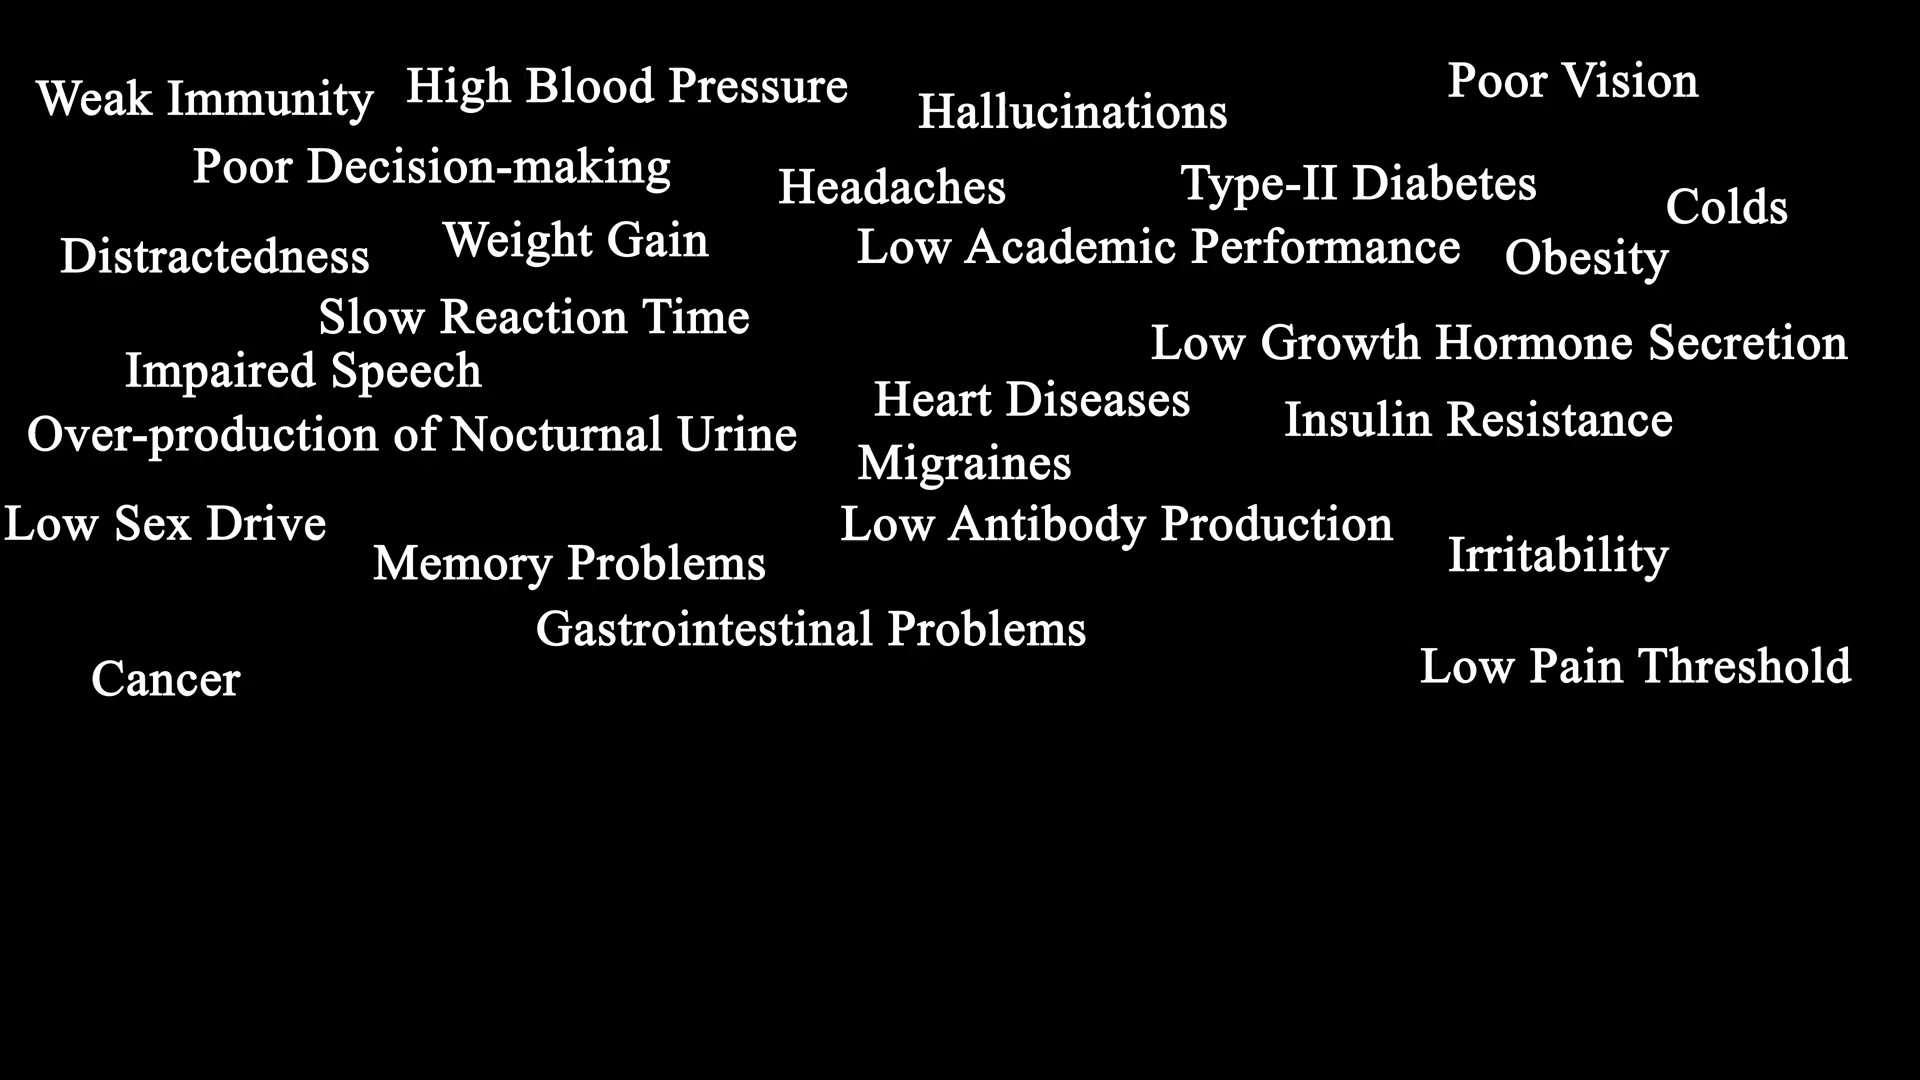 Weak Immunity
High Blood Pressure
Hallucinations
Poor Vision
Poor Decision-making
Headaches
Type-II Diabetes
Colds
Distractedness
Weight Gain
Low Academic Performance
Obesity
Slow Reaction Time
Low Growth Hormone Secretion
Impaired Speech
Heart Diseases
Insulin Resistance
Over-production of Nocturnal Urine
Migraines
Low Sex Drive
Low Antibody Production
Memory Problems
Irritability
Gastrointestinal Problems
Cancer
Low Pain Threshold